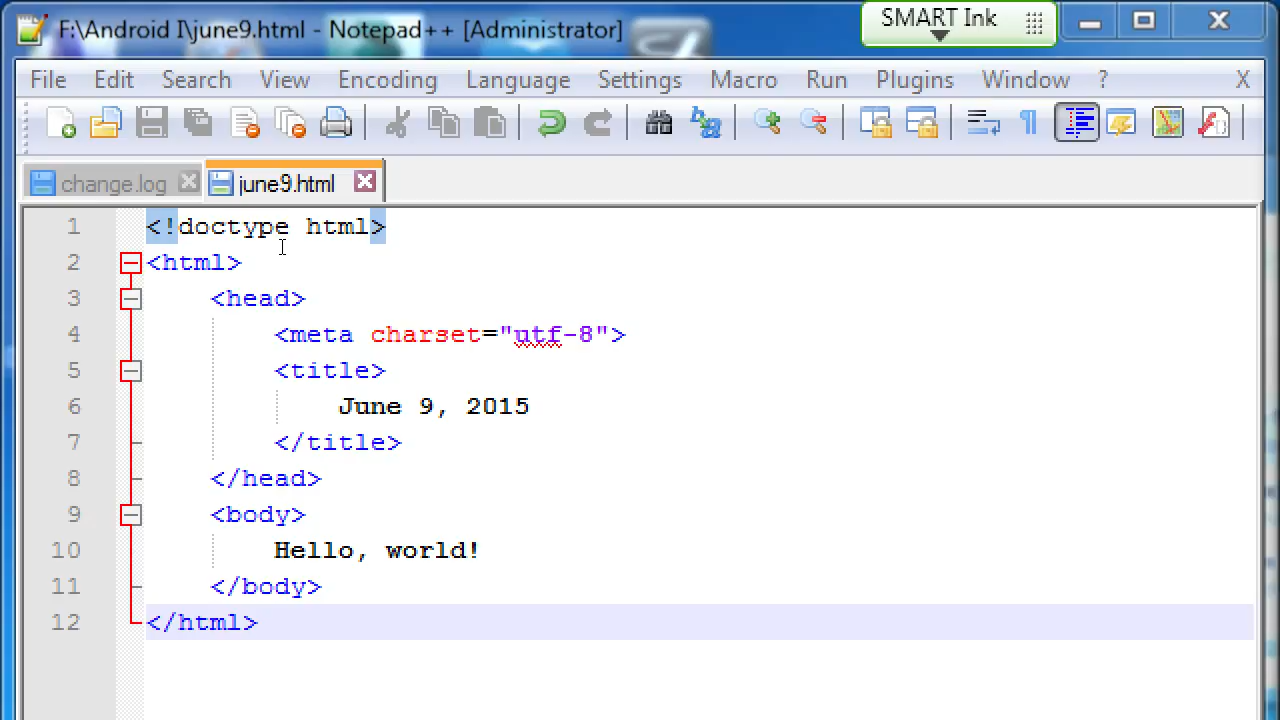 F:\Android I\june9.html - Notepad++ [Administrator]
SMART Ink
File Edit Search View Encoding Language Settings Macro Run Plugins Window ? X
change.log june9.html
1 <!doctype html>
2 <html>
3 <head>
4 <meta charset="utf-8">
5 <title>
6 June 9, 2015
7 </title>
8 </head>
9 <body>
10 Hello, world!
11 </body>
12 </html>